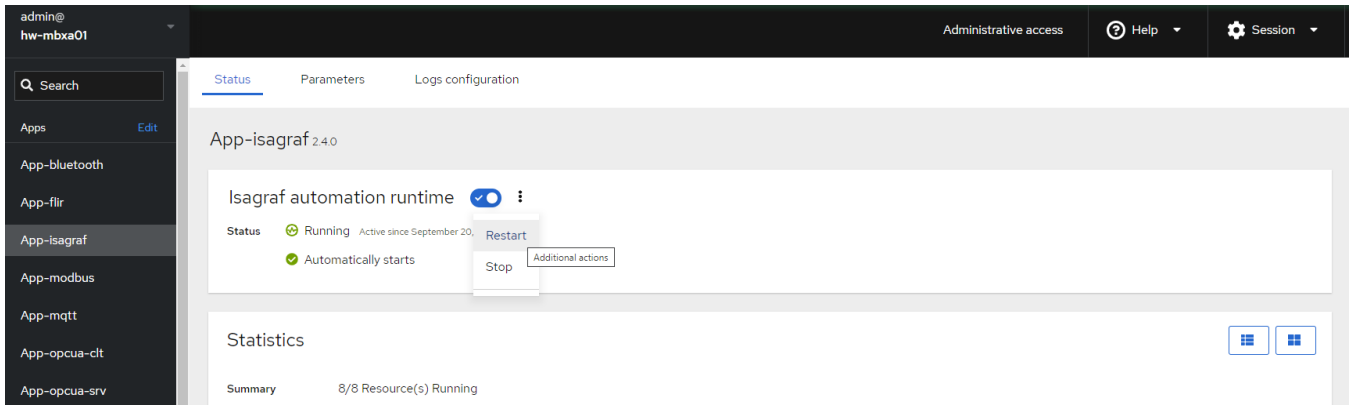 admin@
hw-mbxa01
Administrative access
Help
Session
Search
Apps Edit
App-bluetooth
App-flir
App-isagraf
App-modbus
App-mqtt
App-opcua-clt
App-opcua-srv
Status Parameters Logs configuration
App-isagraf 2.4.0
Isagraf automation runtime
Status Running Active since September 20,
Automatically starts
Restart
Additional actions
Stop
Statistics
Summary 8/8 Resource(s) Running